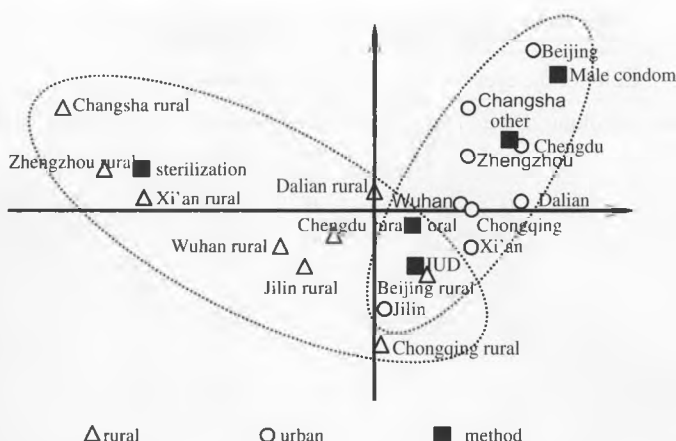 Beijing
Male condom
Changsha rural
Changsha
other
Chengdu
Zhengzhou rural
sterilization
Zhengzhou
Dalian rural
Xi'an rural
Wuhan
Dalian
Chengdu rural
oral
Chongqing
Wuhan rural
Xi'an
IUD
Jilin rural
Beijing rural
Jilin
Chongqing rural
rural
urban
method